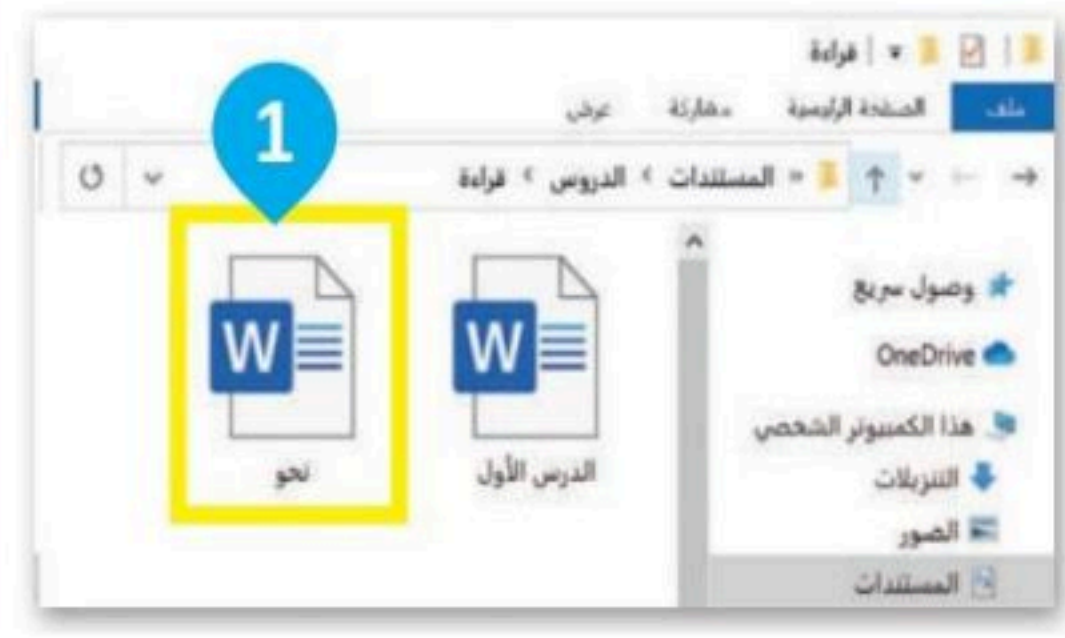 قراءة
ملف الصفحة الرئيسية مشاركة عرض
« المستندات › الدروس › قراءة
1
وصول سريع
OneDrive
هذا الكمبيوتر الشخصي
التنزيلات
الصور
المستندات
W W
الدرس الأول نحو